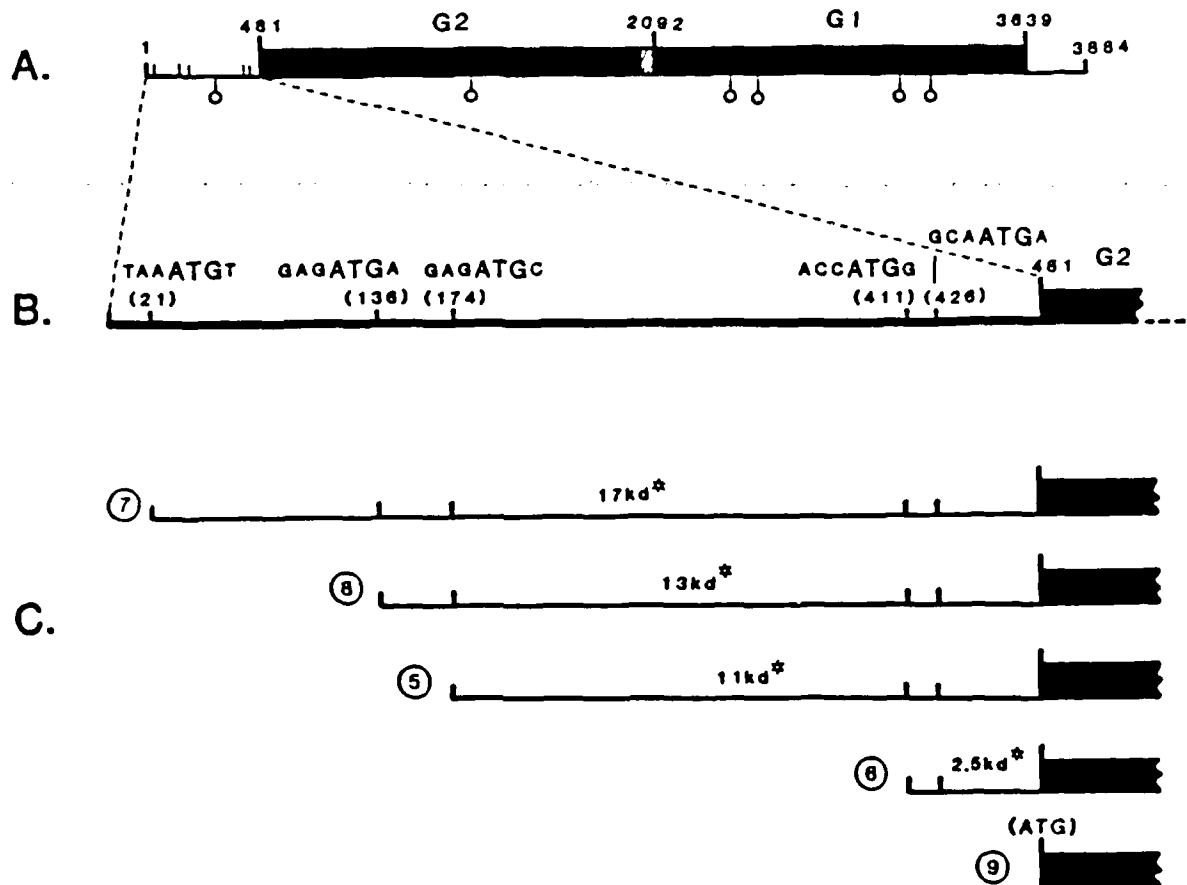 481 G2 2092 G1 3639
1 3884
A.
GCAATGA
TAAATGT GAGATGA GAGATGC ACCATGG 461 G2
(21) (136) (174) (411) (426)
B.
7 17kd*
8 13kd*
C.
5 11kd*
6 2.5kd*
(ATG)
9